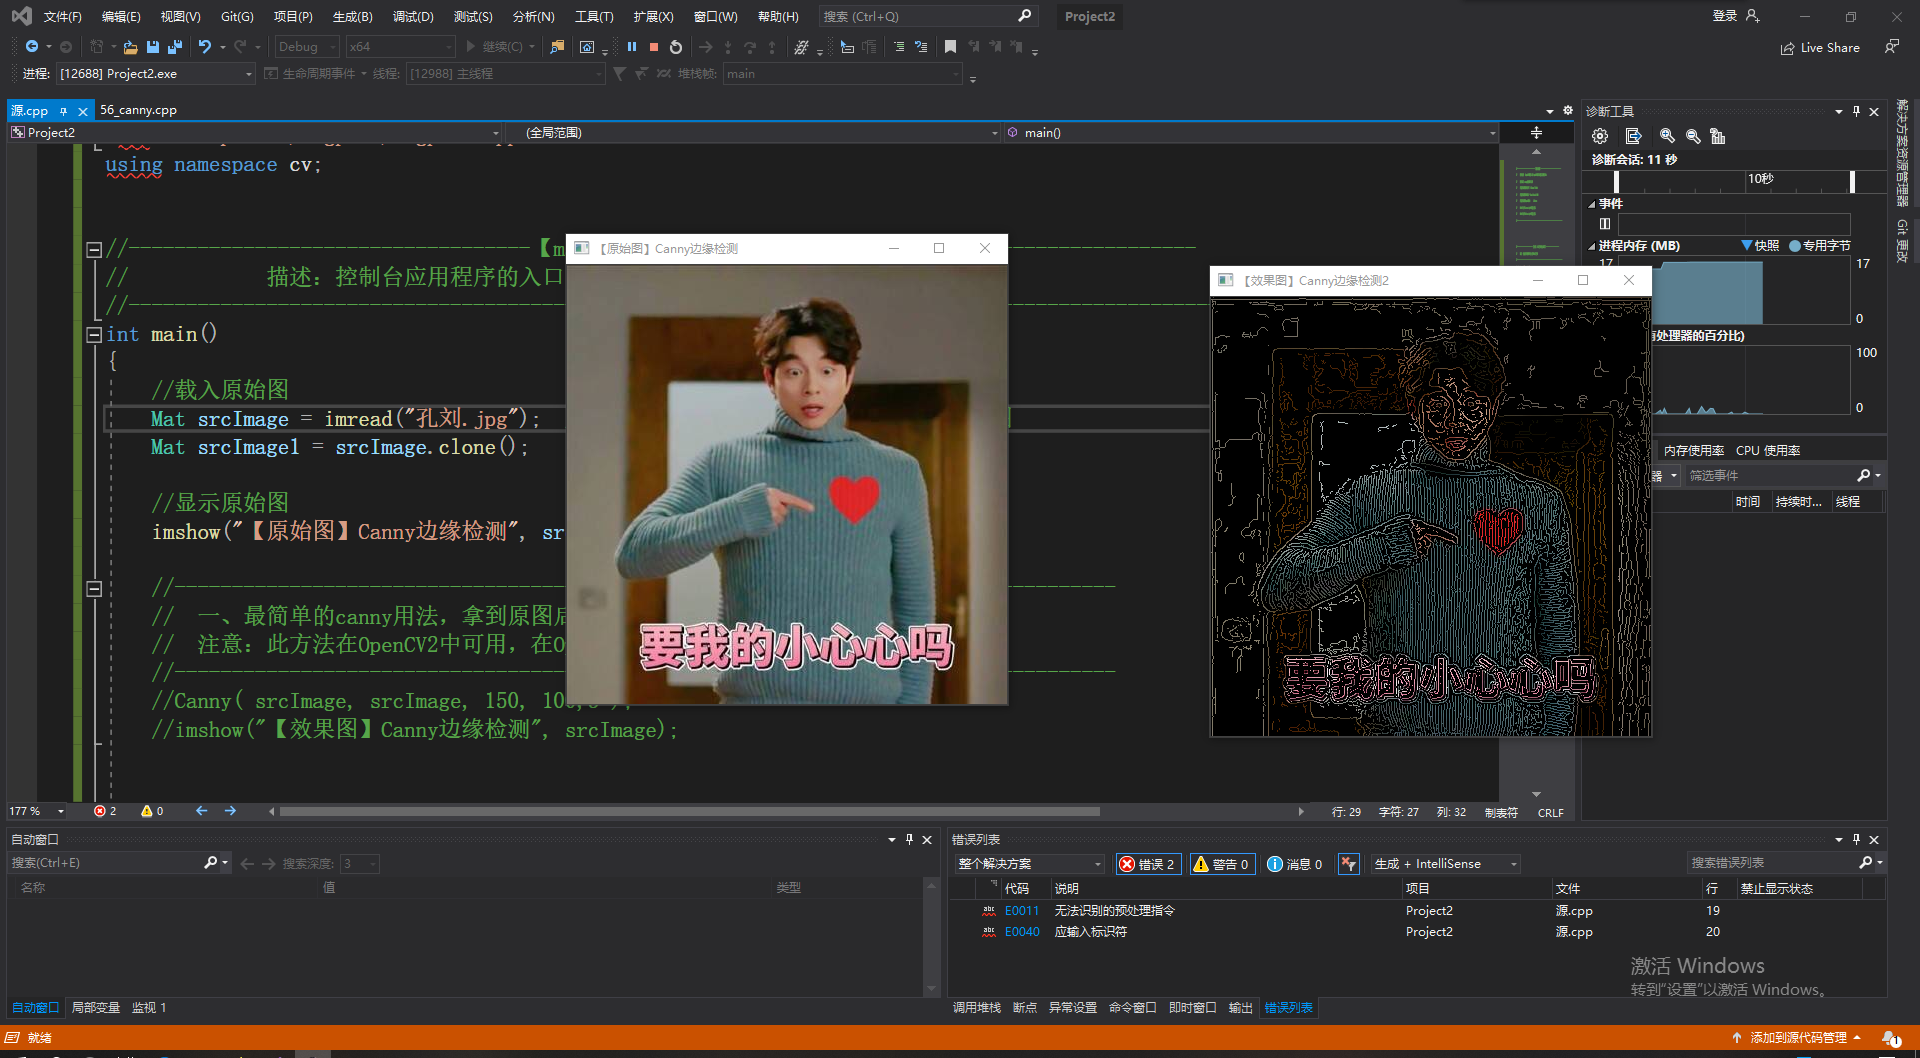 文件(F) 编辑(E) 视图(V) Git(G) 项目(P) 生成(B) 调试(D) 测试(S) 分析(N) 工具(T) 扩展(X) 窗口(W) 帮助(H) 搜索 (Ctrl+Q) Project2 登录
Debug x64 继续(C) Live Share
进程: [12688] Project2.exe 生命周期事件 线程: [12988] 主线程 堆栈帧: main
源.cpp 56_canny.cpp
Project2 (全局范围) main()
using namespace cv;
//-----------------------------------【m
// 描述：控制台应用程序的入口
//-----------------------------------
int main()
{
//载入原始图
Mat srcImage = imread("孔刘.jpg");
Mat srcImage1 = srcImage.clone();
//显示原始图
imshow("【原始图】Canny边缘检测", sr
//-----------------------------------
// 一、最简单的canny用法，拿到原图后
// 注意：此方法在OpenCV2中可用，在O
//-----------------------------------
//Canny( srcImage, srcImage, 150, 100,3 );
//imshow("【效果图】Canny边缘检测", srcImage);
【原始图】Canny边缘检测
要我的小心心吗
【效果图】Canny边缘检测2
要我的小心心吗
诊断工具
诊断会话: 11 秒
10秒
事件
进程内存 (MB) 快照 专用字节
17 17
0
处理器的百分比)
100
0
内存使用率 CPU 使用率
器 筛选事件
时间 持续时... 线程
解决方案资源管理器
Git 更改
177 % 2 0 行: 29 字符: 27 列: 32 制表符 CRLF
自动窗口
搜索(Ctrl+E) 搜索深度: 3
名称 值 类型
自动窗口 局部变量 监视 1
错误列表
整个解决方案 错误 2 警告 0 消息 0 生成 + IntelliSense 搜索错误列表
代码 说明 项目 文件 行 禁止显示状态
abc E0011 无法识别的预处理指令 Project2 源.cpp 19
abc E0040 应输入标识符 Project2 源.cpp 20
激活 Windows
转到"设置"以激活 Windows。
调用堆栈 断点 异常设置 命令窗口 即时窗口 输出 错误列表
就绪 添加到源代码管理 1